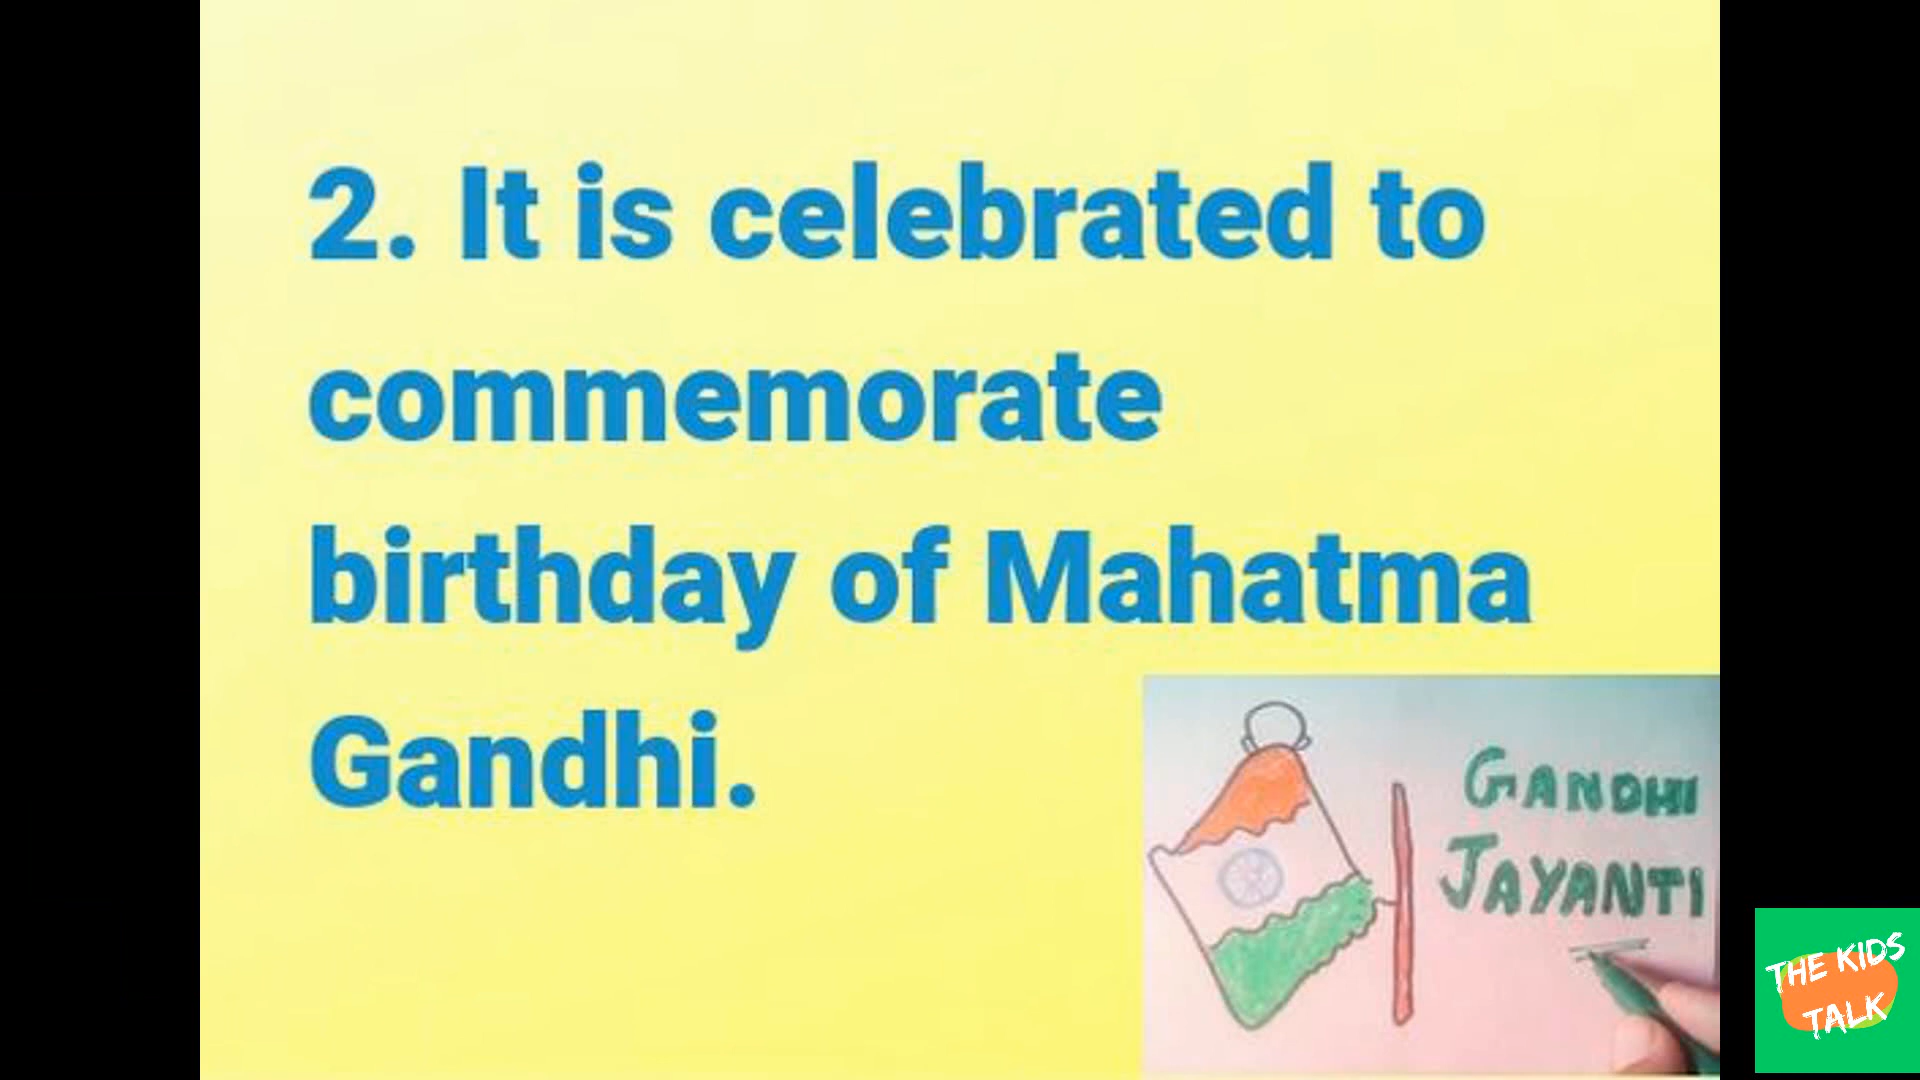 2. It is celebrated to
commemorate
birthday of Mahatma
Gandhi.
GANDHI
JAYANTI
THE KIDS
TALK